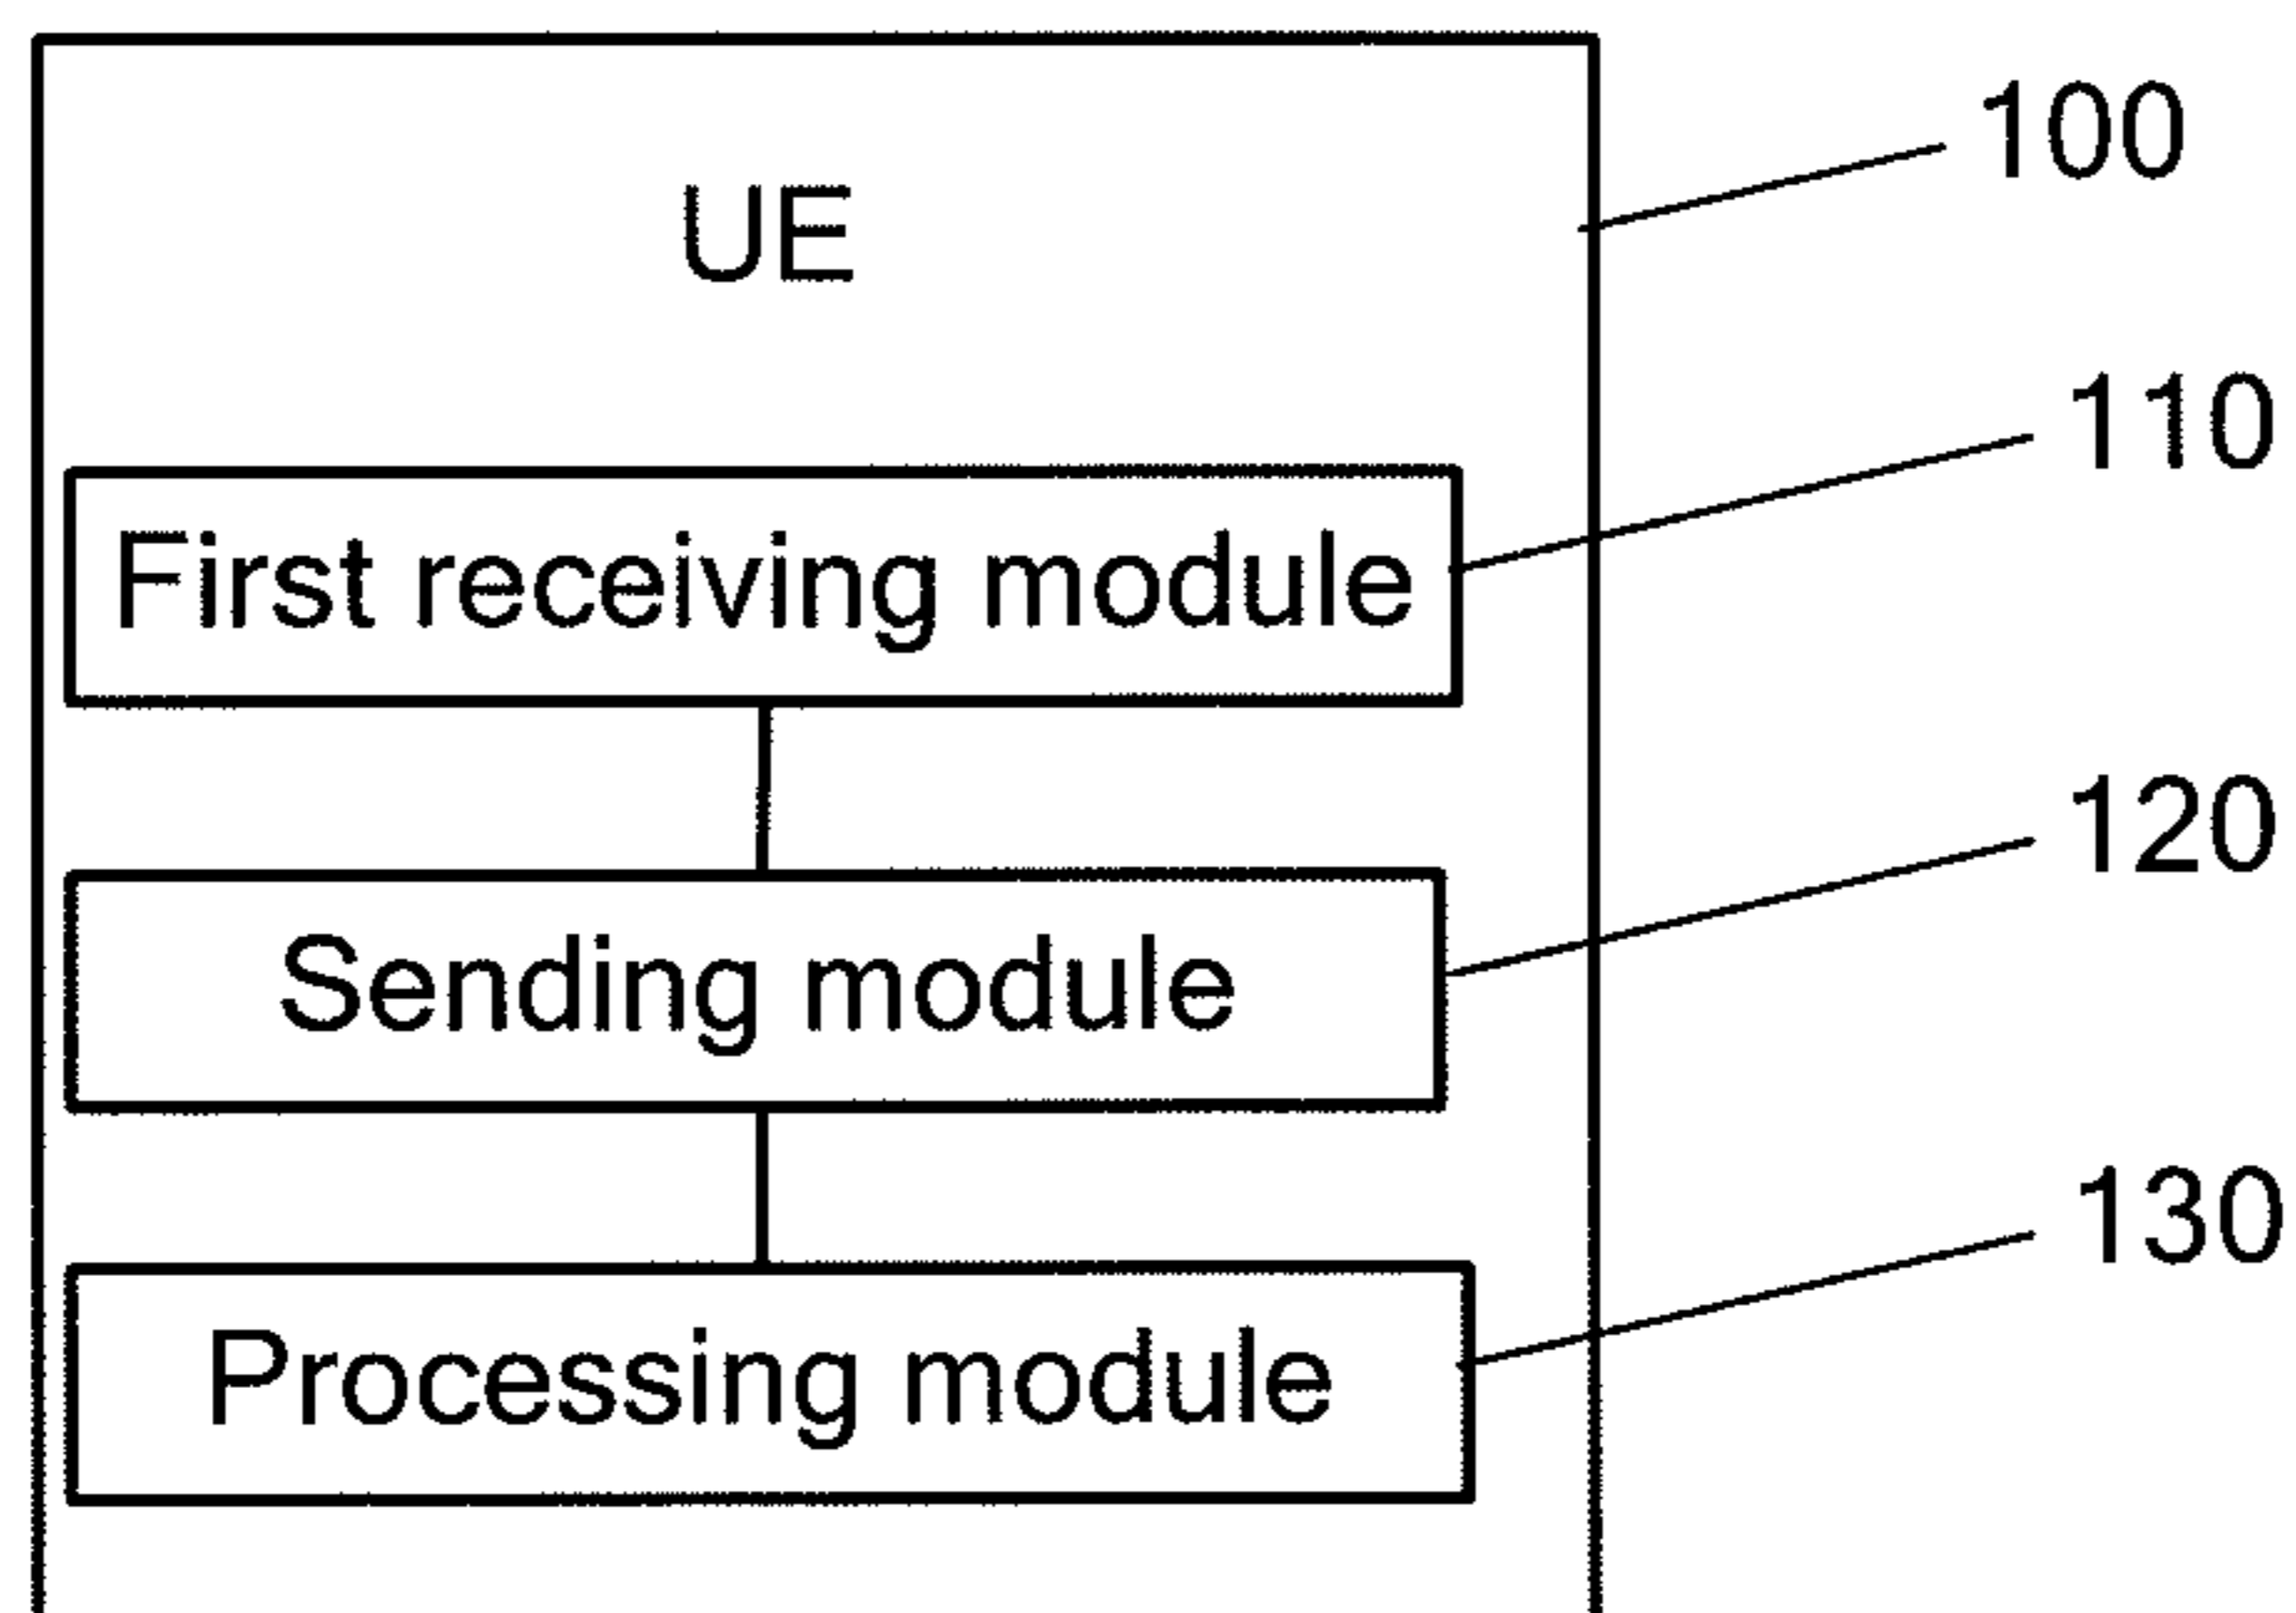 UE
100
First receiving module
110
Sending module
120
Processing module
130